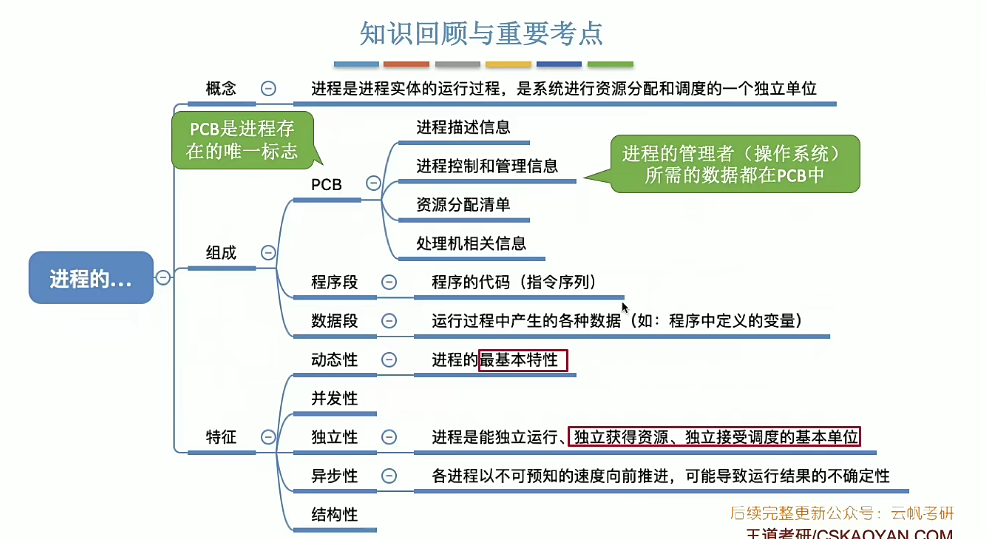 知识回顾与重要考点
概念
进程是进程实体的运行过程，是系统进行资源分配和调度的一个独立单位
PCB是进程存
在的唯一标志
进程描述信息
进程的管理者（操作系统）
所需的数据都在PCB中
进程控制和管理信息
PCB
资源分配清单
处理机相关信息
组成
进程的...
程序段
程序的代码（指令序列）
数据段
运行过程中产生的各种数据（如：程序中定义的变量）
动态性
进程的最基本特性
并发性
特征
独立性
进程是能独立运行、独立获得资源、独立接受调度的基本单位
异步性
各进程以不可预知的速度向前推进，可能导致运行结果的不确定性
结构性
后续完整更新公众号：云帆考研
王道考研/CSKAOYAN.COM